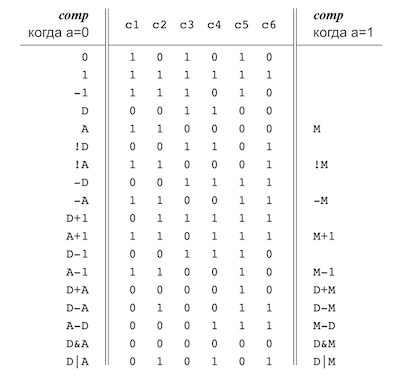 comp c1 c2 c3 c4 c5 c6 comp
когда a=0 когда a=1
0 1 0 1 0 1 0
1 1 1 1 1 1 1
-1 1 1 1 0 1 0
D 0 0 1 1 0 0
A 1 1 0 0 0 0 M
!D 0 0 1 1 0 1
!A 1 1 0 0 0 1 !M
-D 0 0 1 1 1 1
-A 1 1 0 0 1 1 -M
D+1 0 1 1 1 1 1
A+1 1 1 0 1 1 1 M+1
D-1 0 0 1 1 1 0
A-1 1 1 0 0 1 0 M-1
D+A 0 0 0 0 1 0 D+M
D-A 0 1 0 0 1 1 D-M
A-D 0 0 0 1 1 1 M-D
D&A 0 0 0 0 0 0 D&M
D|A 0 1 0 1 0 1 D|M